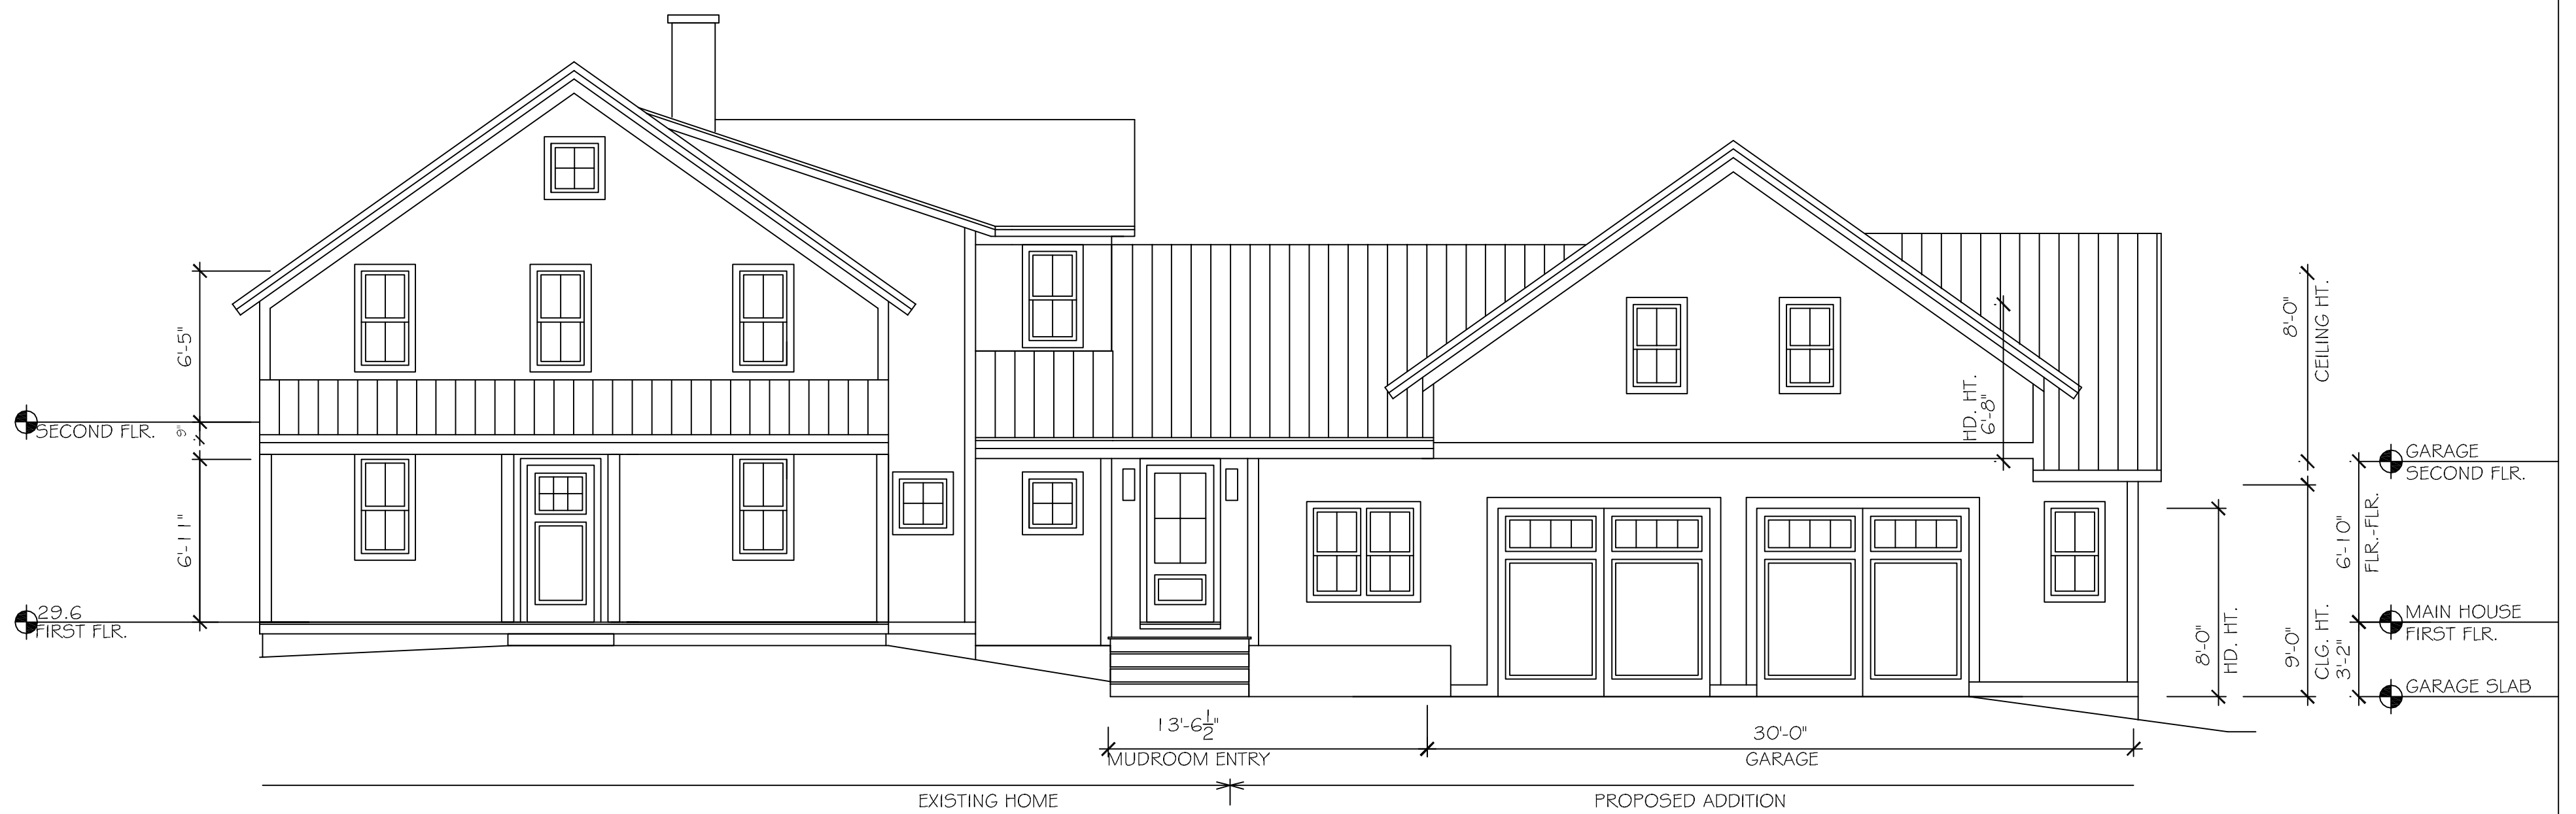 6'-5"
SECOND FLR.
9"
6'-11"
29.6
FIRST FLR.
HD. HT.
6'-8"
8'-0"
CEILING HT.
GARAGE
SECOND FLR.
6'-10"
FLR.-FLR.
MAIN HOUSE
FIRST FLR.
8'-0"
HD. HT.
9'-0"
CLG. HT.
3'-2"
GARAGE SLAB
13'-6 1/2"
MUDROOM ENTRY
30'-0"
GARAGE
EXISTING HOME
PROPOSED ADDITION